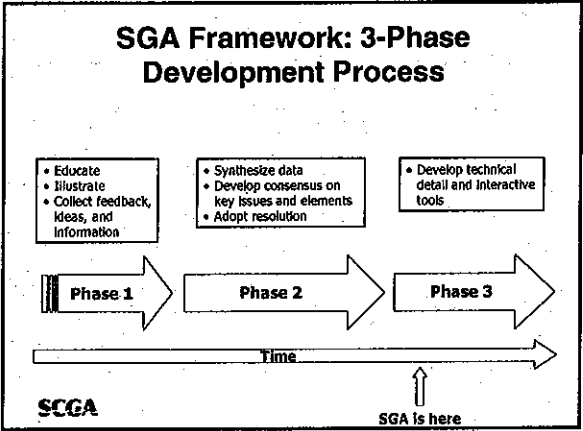 SGA Framework: 3-Phase
Development Process
• Educate
• Illustrate
• Collect feedback,
ideas, and
information
• Synthesize data
• Develop consensus on
key issues and elements
• Adopt resolution
• Develop technical
detail and interactive
tools
Phase 1
Phase 2
Phase 3
Time
SCGA
SGA is here